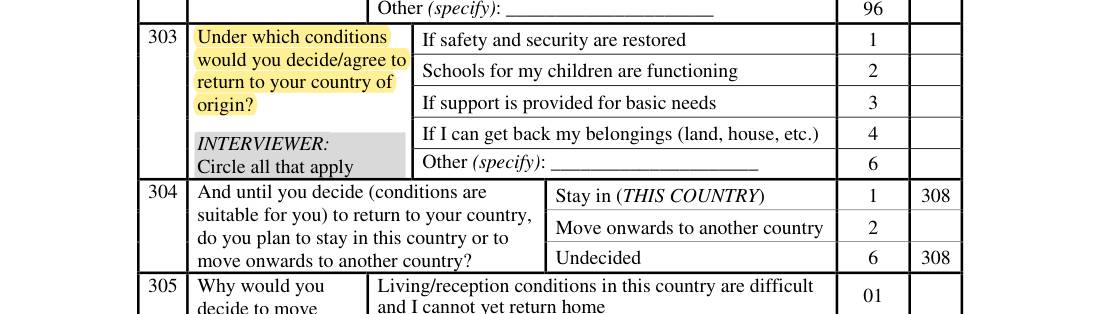 Other (specify): ______________________ 96
303 Under which conditions would you decide/agree to return to your country of origin?
INTERVIEWER:
Circle all that apply
If safety and security are restored 1
Schools for my children are functioning 2
If support is provided for basic needs 3
If I can get back my belongings (land, house, etc.) 4
Other (specify): ______________________ 6
304 And until you decide (conditions are
suitable for you) to return to your country,
do you plan to stay in this country or to
move onwards to another country?
Stay in (THIS COUNTRY) 1 308
Move onwards to another country 2
Undecided 6 308
305 Why would you
decide to move
Living/reception conditions in this country are difficult
and I cannot yet return home 01